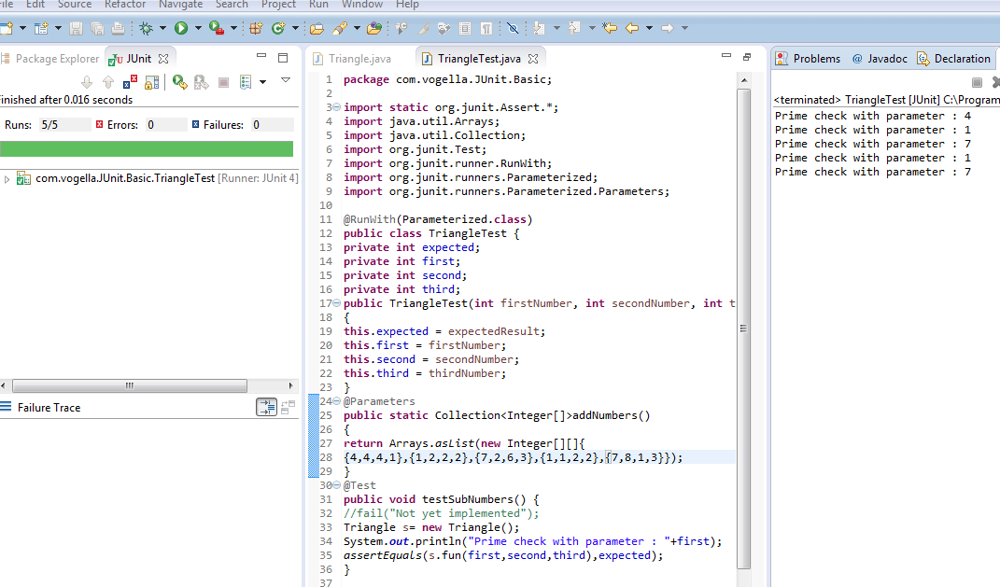 File Edit Source Refactor Navigate Search Project Run Window Help
Package Explorer JUnit
Finished after 0.016 seconds
Runs: 5/5 Errors: 0 Failures: 0
com.vogella.JUnit.Basic.TriangleTest [Runner: JUnit 4]
Failure Trace
Triangle.java TriangleTest.java
1 package com.vogella.JUnit.Basic;
2
3 import static org.junit.Assert.*;
4 import java.util.Arrays;
5 import java.util.Collection;
6 import org.junit.Test;
7 import org.junit.runner.RunWith;
8 import org.junit.runners.Parameterized;
9 import org.junit.runners.Parameterized.Parameters;
10
11 @RunWith(Parameterized.class)
12 public class TriangleTest {
13 private int expected;
14 private int first;
15 private int second;
16 private int third;
17 public TriangleTest(int firstNumber, int secondNumber, int t
18 {
19 this.expected = expectedResult;
20 this.first = firstNumber;
21 this.second = secondNumber;
22 this.third = thirdNumber;
23 }
24 @Parameters
25 public static Collection<Integer[]>addNumbers()
26 {
27 return Arrays.asList(new Integer[][]{
28 {4,4,4,1},{1,2,2,2},{7,2,6,3},{1,1,2,2},{7,8,1,3}});
29 }
30 @Test
31 public void testSubNumbers() {
32 //fail("Not yet implemented");
33 Triangle s= new Triangle();
34 System.out.println("Prime check with parameter : "+first);
35 assertEquals(s.fun(first,second,third),expected);
36 }
37
Problems @ Javadoc Declaration
<terminated> TriangleTest [JUnit] C:\Program
Prime check with parameter : 4
Prime check with parameter : 1
Prime check with parameter : 7
Prime check with parameter : 1
Prime check with parameter : 7